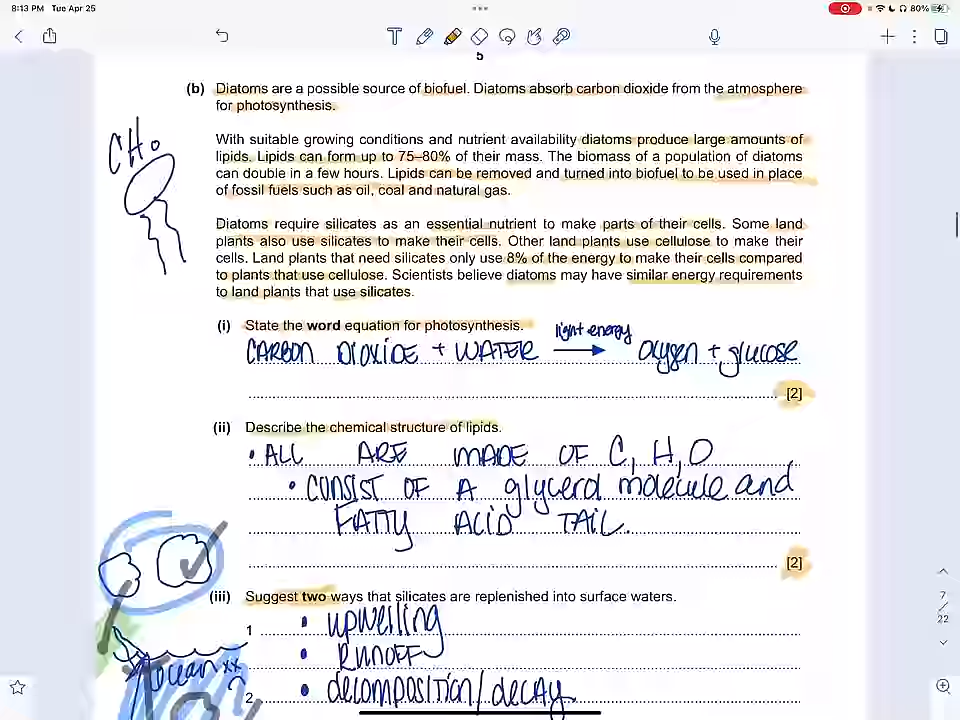 8:13 PM Tue Apr 25
80%
T
5
(b) Diatoms are a possible source of biofuel. Diatoms absorb carbon dioxide from the atmosphere
for photosynthesis.
CHO
With suitable growing conditions and nutrient availability diatoms produce large amounts of
lipids. Lipids can form up to 75–80% of their mass. The biomass of a population of diatoms
can double in a few hours. Lipids can be removed and turned into biofuel to be used in place
of fossil fuels such as oil, coal and natural gas.
Diatoms require silicates as an essential nutrient to make parts of their cells. Some land
plants also use silicates to make their cells. Other land plants use cellulose to make their
cells. Land plants that need silicates only use 8% of the energy to make their cells compared
to plants that use cellulose. Scientists believe diatoms may have similar energy requirements
to land plants that use silicates.
(i) State the word equation for photosynthesis.
light energy
CARBON DIOXIDE + WATER → oxygen + glucose
[2]
(ii) Describe the chemical structure of lipids.
• ALL ARE MADE OF C, H, O
• CONSIST OF A glycerol molecule and
FATTY ACID TAIL.
[2]
(iii) Suggest two ways that silicates are replenished into surface waters.
1 • upwelling
• RUNOFF
2 • decomposition/decay
ocean xx
7
/
22